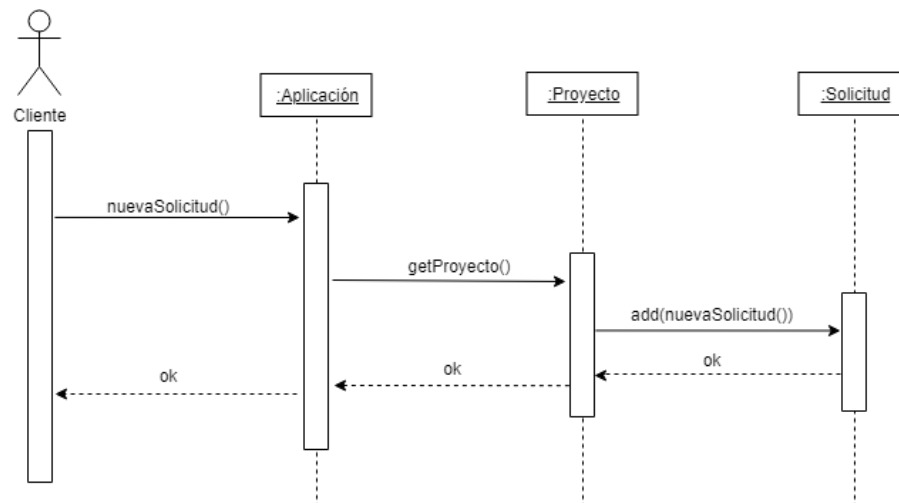 Cliente
:Aplicación
:Proyecto
:Solicitud
nuevaSolicitud()
getProyecto()
add(nuevaSolicitud())
ok
ok
ok